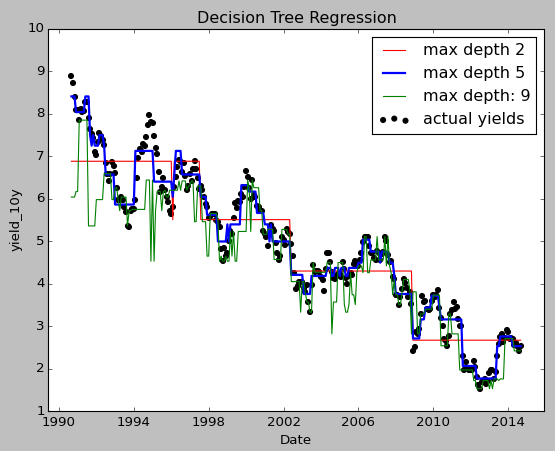 Decision Tree Regression
max depth 2
max depth 5
max depth: 9
actual yields
yield_10y
10
9
8
7
6
5
4
3
2
1
1990 1994 1998 2002 2006 2010 2014
Date